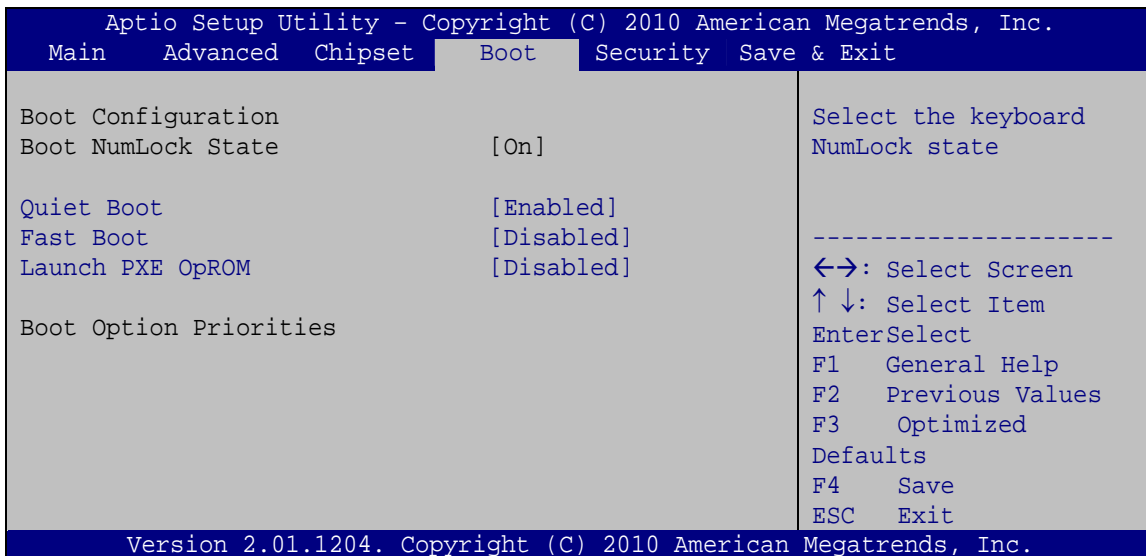 Aptio Setup Utility – Copyright (C) 2010 American Megatrends, Inc.
Main Advanced Chipset Boot Security Save & Exit
Boot Configuration
Boot NumLock State [On]
Quiet Boot [Enabled]
Fast Boot [Disabled]
Launch PXE OpROM [Disabled]
Boot Option Priorities
Select the keyboard
NumLock state
---------------------
←→: Select Screen
↑ ↓: Select Item
EnterSelect
F1 General Help
F2 Previous Values
F3 Optimized
Defaults
F4 Save
ESC Exit
Version 2.01.1204. Copyright (C) 2010 American Megatrends, Inc.